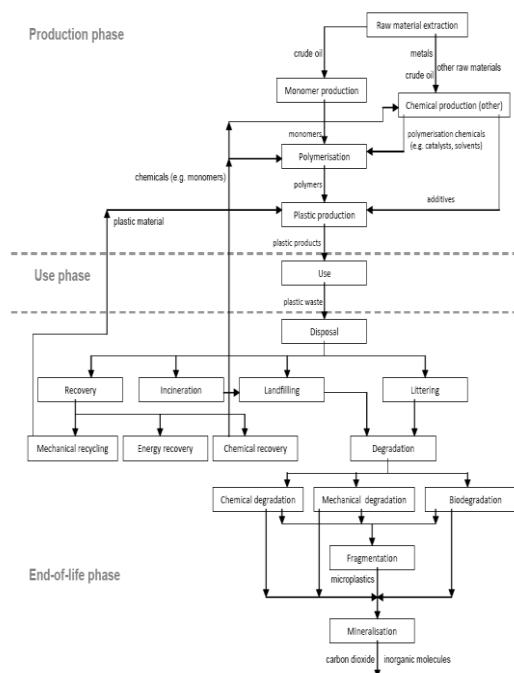 Production phase
Raw material extraction
crude oil
metals
other raw materials
crude oil
Monomer production
Chemical production (other)
monomers
polymerisation chemicals
(e.g. catalysts, solvents)
Polymerisation
chemicals (e.g. monomers)
polymers
additives
plastic material
Plastic production
plastic products
Use phase
Use
plastic waste
Disposal
Recovery
Incineration
Landfilling
Littering
Mechanical recycling
Energy recovery
Chemical recovery
Degradation
Chemical degradation
Mechanical degradation
Biodegradation
Fragmentation
End-of-life phase
microplastics
Mineralisation
carbon dioxide
inorganic molecules